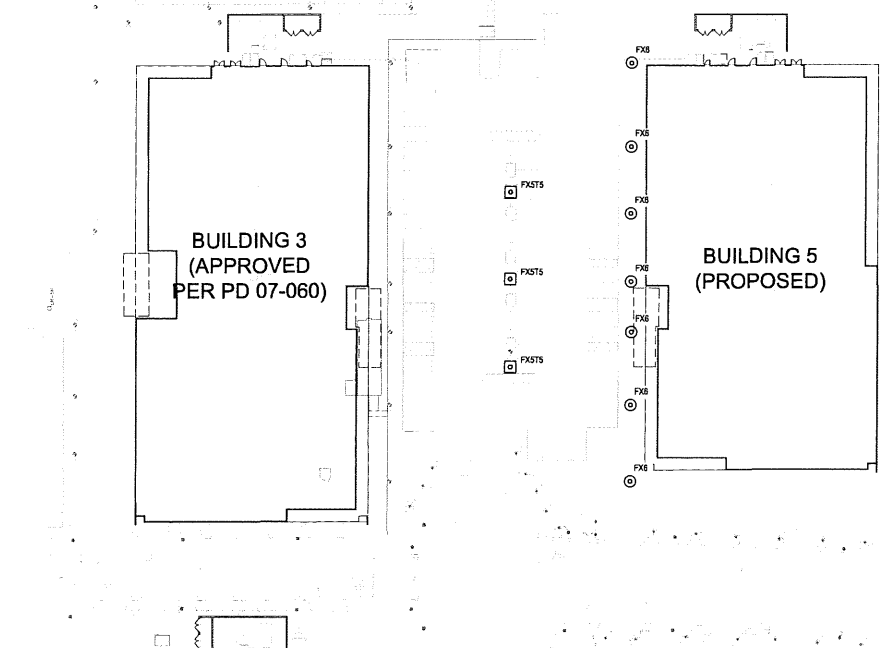 FX6
FX6
FX5T5
FX6
BUILDING 3
(APPROVED
PER PD 07-060)
BUILDING 5
(PROPOSED)
FX5T5
FX6
FX6
FX5T5
FX6
FX6